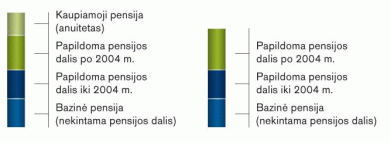 Kaupiamoji pensija
(anuitetas)
Papildoma pensijos
dalis po 2004 m.
Papildoma pensijos
dalis iki 2004 m.
Bazinė pensija
(nekintama pensijos dalis)
Papildoma pensijos
dalis po 2004 m.
Papildoma pensijos
dalis iki 2004 m.
Bazinė pensija
(nekintama pensijos dalis)